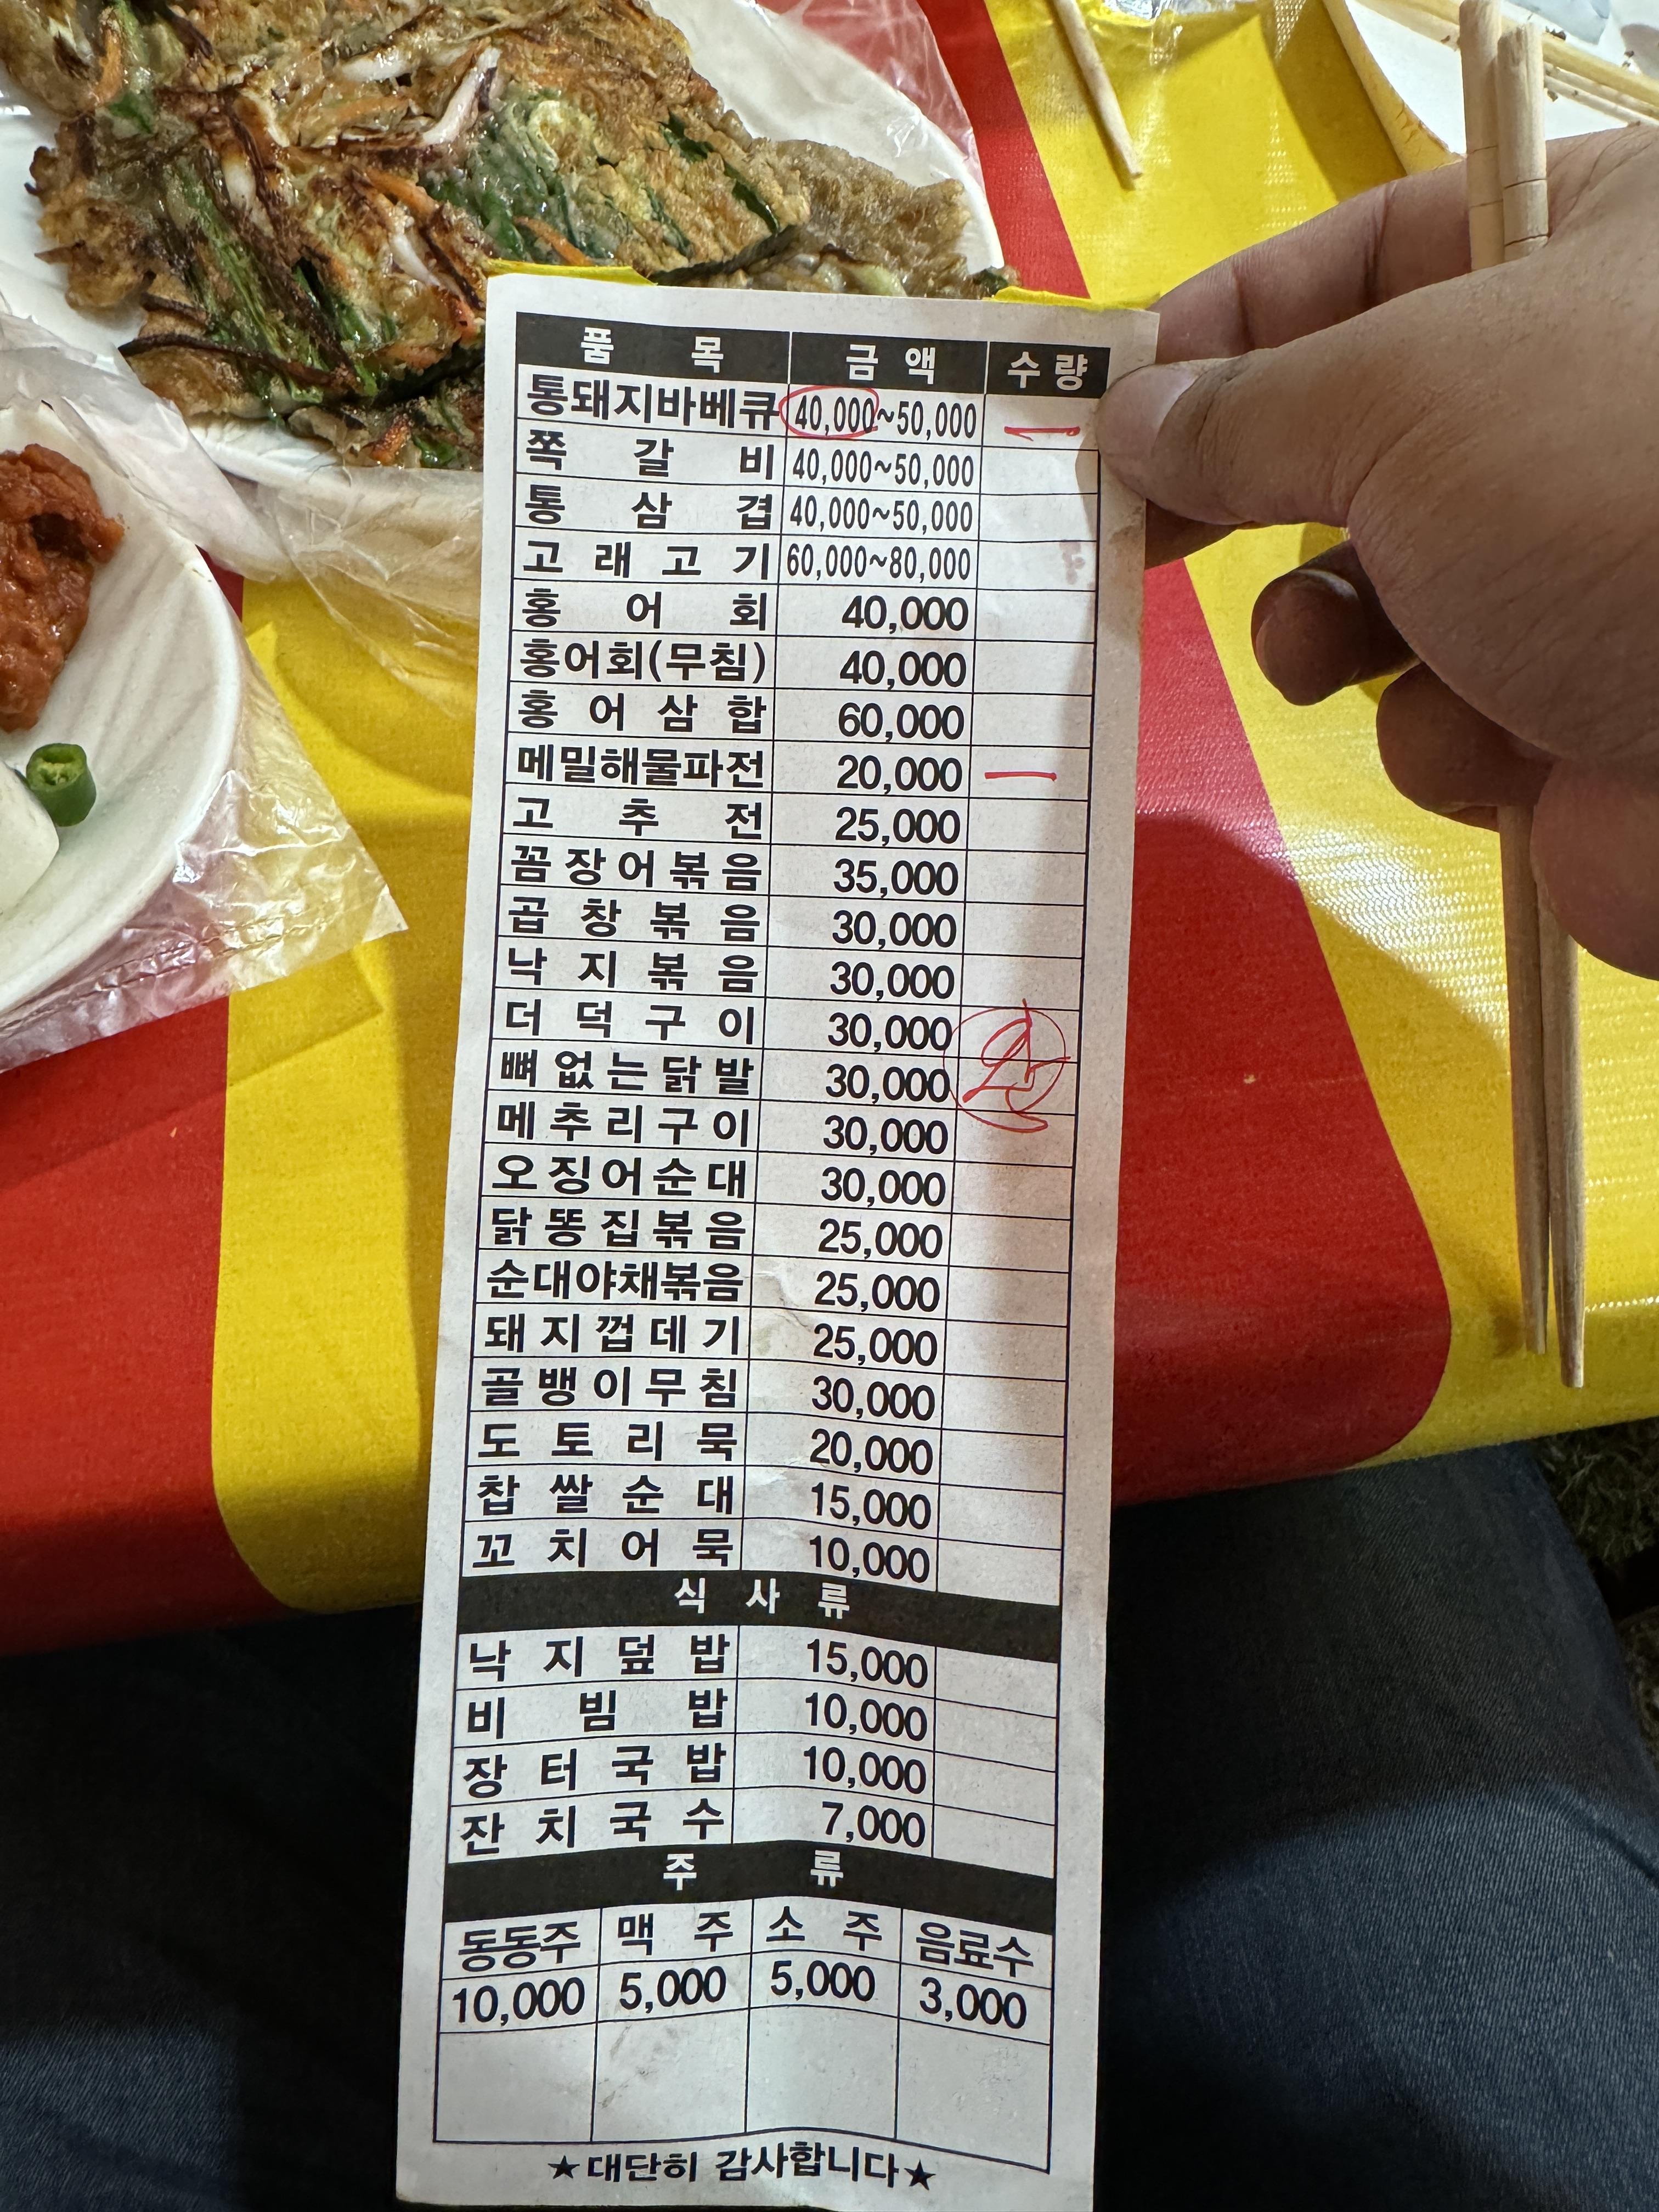 품목 금액 수량
통돼지바베큐 40,000~50,000 —
쪽갈비 40,000~50,000
통삼겹 40,000~50,000
고래고기 60,000~80,000
홍어회 40,000
홍어회(무침) 40,000
홍어삼합 60,000
메밀해물파전 20,000 —
고추전 25,000
꼼장어볶음 35,000
곱창볶음 30,000
낙지볶음 30,000
더덕구이 30,000
뼈없는닭발 30,000
메추리구이 30,000
오징어순대 30,000
닭똥집볶음 25,000
순대야채볶음 25,000
돼지껍데기 25,000
골뱅이무침 30,000
도토리묵 20,000
찹쌀순대 15,000
꼬치어묵 10,000
식사류
낙지덮밥 15,000
비빔밥 10,000
장터국밥 10,000
잔치국수 7,000
주류
동동주 맥주 소주 음료수
10,000 5,000 5,000 3,000
★대단히 감사합니다★